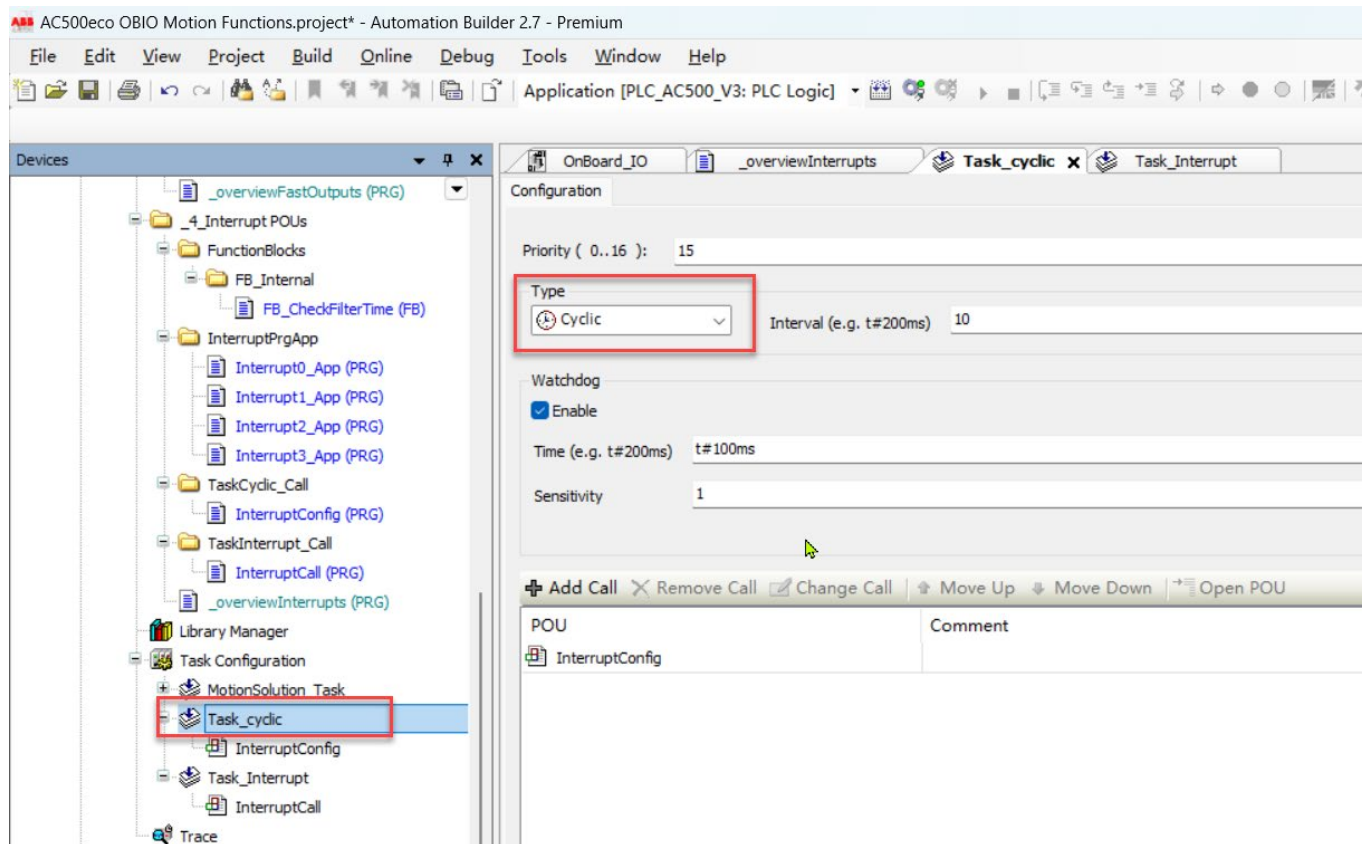 ABB AC500eco OBIO Motion Functions.project* - Automation Builder 2.7 - Premium
File Edit View Project Build Online Debug Tools Window Help
Application [PLC_AC500_V3: PLC Logic]
Devices
_overviewFastOutputs (PRG)
_4_Interrupt POUs
FunctionBlocks
FB_Internal
FB_CheckFilterTime (FB)
InterruptPrgApp
Interrupt0_App (PRG)
Interrupt1_App (PRG)
Interrupt2_App (PRG)
Interrupt3_App (PRG)
TaskCyclic_Call
InterruptConfig (PRG)
TaskInterrupt_Call
InterruptCall (PRG)
_overviewInterrupts (PRG)
Library Manager
Task Configuration
MotionSolution_Task
Task_cyclic
InterruptConfig
Task_Interrupt
InterruptCall
Trace
OnBoard_IO _overviewInterrupts Task_cyclic Task_Interrupt
Configuration
Priority ( 0..16 ): 15
Type
Cyclic Interval (e.g. t#200ms) 10
Watchdog
Enable
Time (e.g. t#200ms) t#100ms
Sensitivity 1
Add Call Remove Call Change Call Move Up Move Down Open POU
POU Comment
InterruptConfig